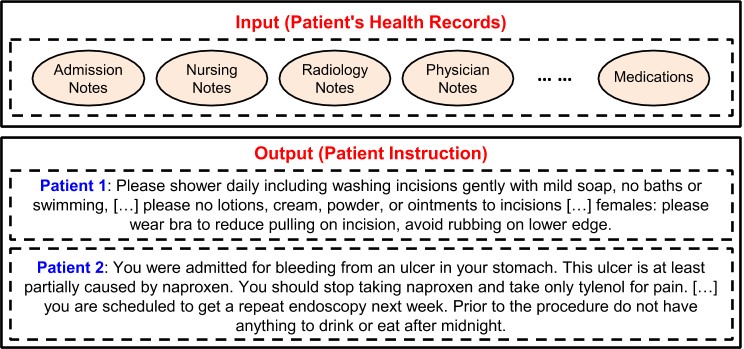 Input (Patient's Health Records)
Admission Notes
Nursing Notes
Radiology Notes
Physician Notes
... ...
Medications
Output (Patient Instruction)
Patient 1: Please shower daily including washing incisions gently with mild soap, no baths or
swimming, […] please no lotions, cream, powder, or ointments to incisions […] females: please
wear bra to reduce pulling on incision, avoid rubbing on lower edge.
Patient 2: You were admitted for bleeding from an ulcer in your stomach. This ulcer is at least
partially caused by naproxen. You should stop taking naproxen and take only tylenol for pain. […]
you are scheduled to get a repeat endoscopy next week. Prior to the procedure do not have
anything to drink or eat after midnight.